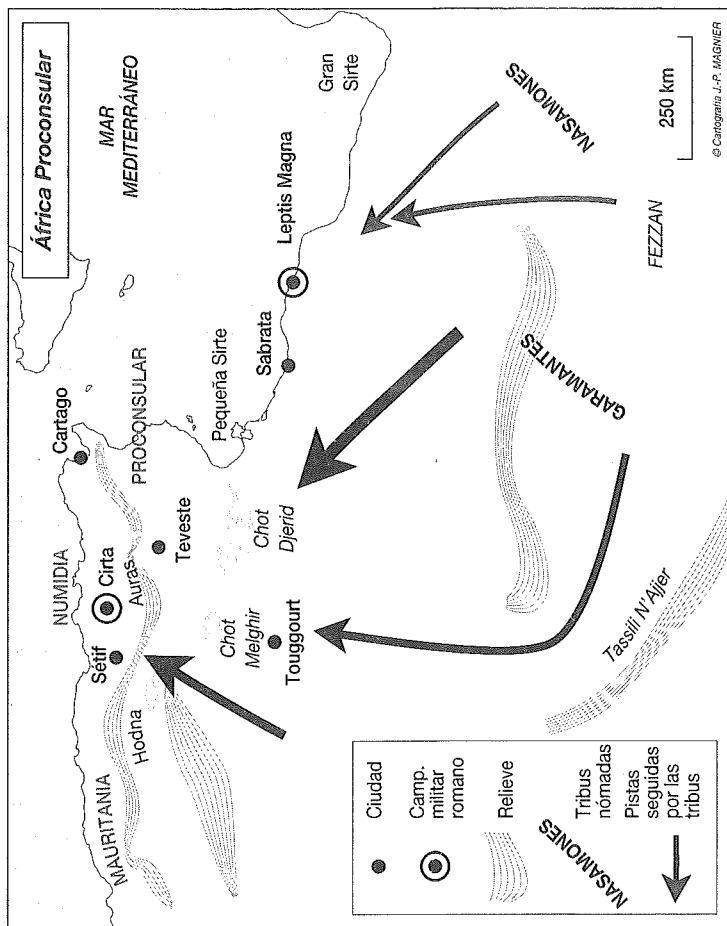 África Proconsular
MAR
MEDITERRÁNEO
Gran
Sirte
NUMIDIA
Cartago
PROCONSULAR
Pequeña Sirte
Sabrata
Leptis Magna
MAURITANIA
Sétif
Cirta
Auras
Hodna
Teveste
Chot
Melghir
Touggourt
Chot
Djerid
GARAMANTES
NASAMONES
FEZZAN
Tassili N'Ajjer
Ciudad
Camp.
militar
romano
Relieve
NASAMONES
Tribus
nómadas
Pistas
seguidas
por las
tribus
250 km
© Cartografía J.-P. MAGNIER